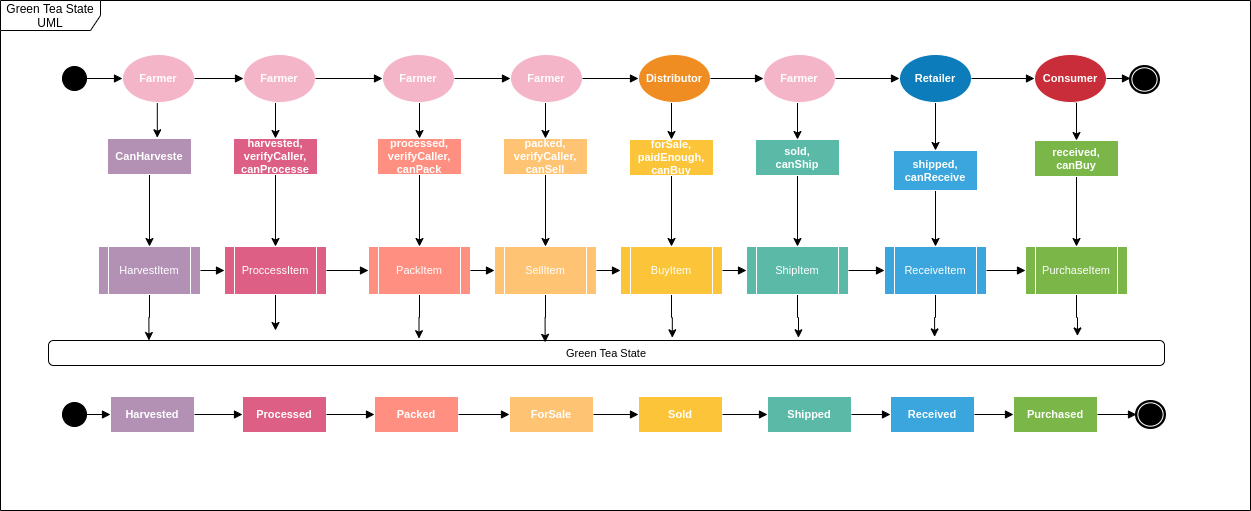 Green Tea State
UML
Farmer
Farmer
Farmer
Farmer
Distributor
Farmer
Retailer
Consumer
CanHarveste
harvested,
verifyCaller,
canProcesse
processed,
verifyCaller,
canPack
packed,
verifyCaller,
canSell
forSale,
paidEnough,
canBuy
sold,
canShip
shipped,
canReceive
received,
canBuy
HarvestItem
ProccessItem
PackItem
SellItem
BuyItem
ShipItem
ReceiveItem
PurchaseItem
Green Tea State
Harvested
Processed
Packed
ForSale
Sold
Shipped
Received
Purchased